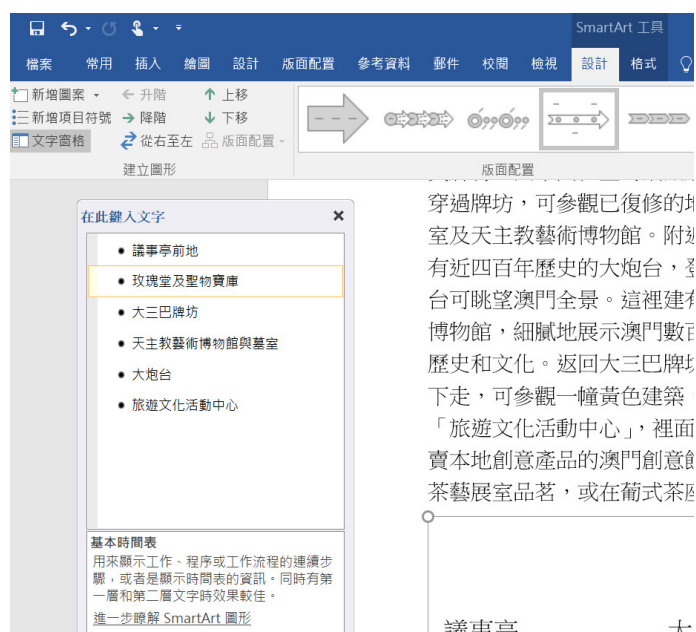 SmartArt 工具
檔案 常用 插入 繪圖 設計 版面配置 參考資料 郵件 校閱 檢視 設計 格式
新增圖案 升階 上移
新增項目符號 降階 下移
文字窗格 從右至左 版面配置
建立圖形 版面配置
在此鍵入文字
議事亭前地
玫瑰堂及聖物寶庫
大三巴牌坊
天主教藝術博物館與墓室
大炮台
旅遊文化活動中心
基本時間表
用來顯示工作、程序或工作流程的連續步
驟，或者是顯示時間表的資訊。同時有第
一層和第二層文字時效果較佳。
進一步瞭解 SmartArt 圖形
穿過牌坊，可參觀已復修的地
室及天主教藝術博物館。附近
有近四百年歷史的大炮台，登
台可眺望澳門全景。這裡建有
博物館，細膩地展示澳門數百
歷史和文化。返回大三巴牌坊
下走，可參觀一幢黃色建築
「旅遊文化活動中心」，裡面
賣本地創意產品的澳門創意館
茶藝展室品茗，或在葡式茶座
議事亭 大